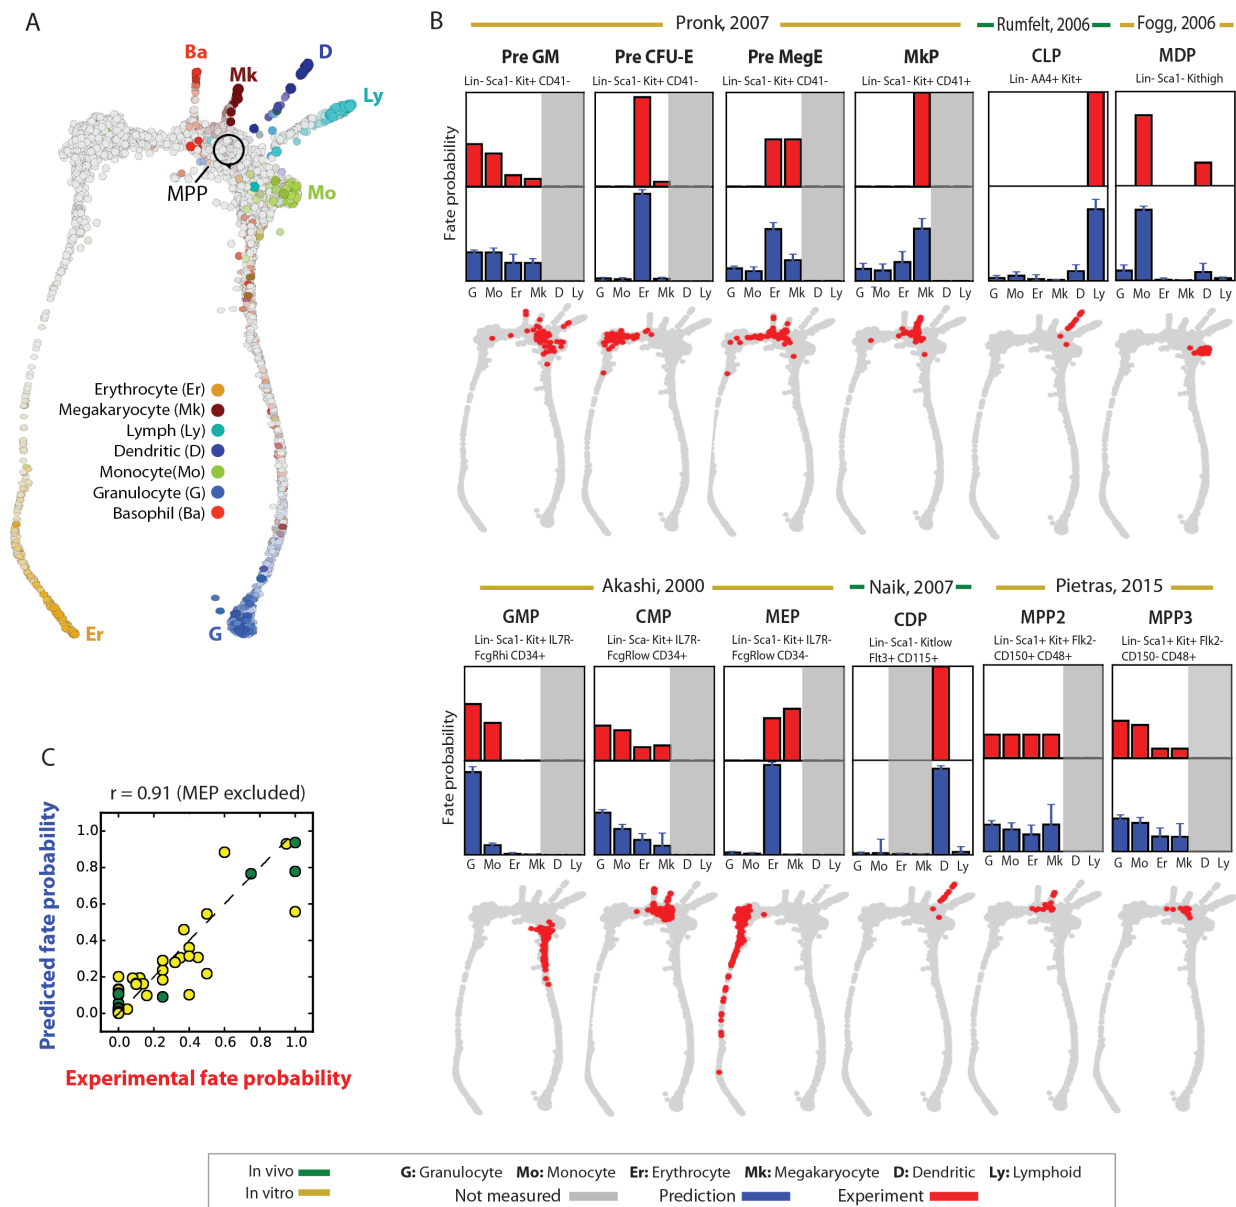 A
Ba
D
Mk
Ly
MPP
Mo
Erythrocyte (Er)
Megakaryocyte (Mk)
Lymph (Ly)
Dendritic (D)
Monocyte(Mo)
Granulocyte (G)
Basophil (Ba)
Er
G
B
Pronk, 2007
Rumfelt, 2006
Fogg, 2006
Pre GM
Pre CFU-E
Pre MegE
MkP
CLP
MDP
Lin- Sca1- Kit+ CD41-
Lin- Sca1- Kit+ CD41-
Lin- Sca1- Kit+ CD41-
Lin- Sca1- Kit+ CD41+
Lin- AA4+ Kit+
Lin- Sca1- Kithigh
Fate probability
G Mo Er Mk D Ly
G Mo Er Mk D Ly
G Mo Er Mk D Ly
G Mo Er Mk D Ly
G Mo Er Mk D Ly
G Mo Er Mk D Ly
Akashi, 2000
Naik, 2007
Pietras, 2015
GMP
CMP
MEP
CDP
MPP2
MPP3
Lin- Sca1- Kit+ IL7R-
FcgRhi CD34+
Lin- Sca- Kit+ IL7R-
FcgRlow CD34+
Lin- Sca1- Kit+ IL7R-
FcgRlow CD34-
Lin- Sca1- Kitlow
Flt3+ CD115+
Lin- Sca1+ Kit+ Flk2-
CD150+ CD48+
Lin- Sca1+ Kit+ Flk2-
CD150- CD48+
Fate probability
G Mo Er Mk D Ly
G Mo Er Mk D Ly
G Mo Er Mk D Ly
G Mo Er Mk D Ly
G Mo Er Mk D Ly
G Mo Er Mk D Ly
C
r = 0.91 (MEP excluded)
Predicted fate probability
1.0
0.8
0.6
0.4
0.2
0.0
0.0 0.2 0.4 0.6 0.8 1.0
Experimental fate probability
In vivo
In vitro
G: Granulocyte Mo: Monocyte Er: Erythrocyte Mk: Megakaryocyte D: Dendritic Ly: Lymphoid
Not measured Prediction Experiment